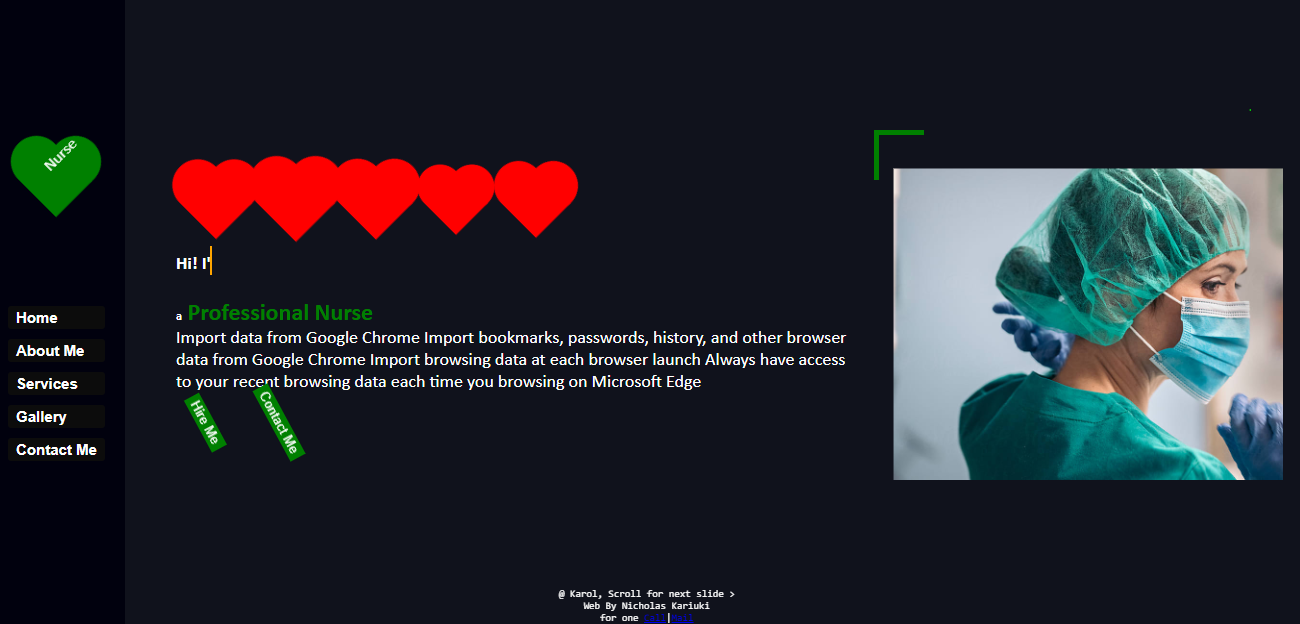 Nurse
Home
About Me
Services
Gallery
Contact Me
Hi! I'
a Professional Nurse
Import data from Google Chrome Import bookmarks, passwords, history, and other browser
data from Google Chrome Import browsing data at each browser launch Always have access
to your recent browsing data each time you browsing on Microsoft Edge
Hire Me
Contact Me
@ Karol, Scroll for next slide >
Web By Nicholas Kariuki
for one Call|Mail